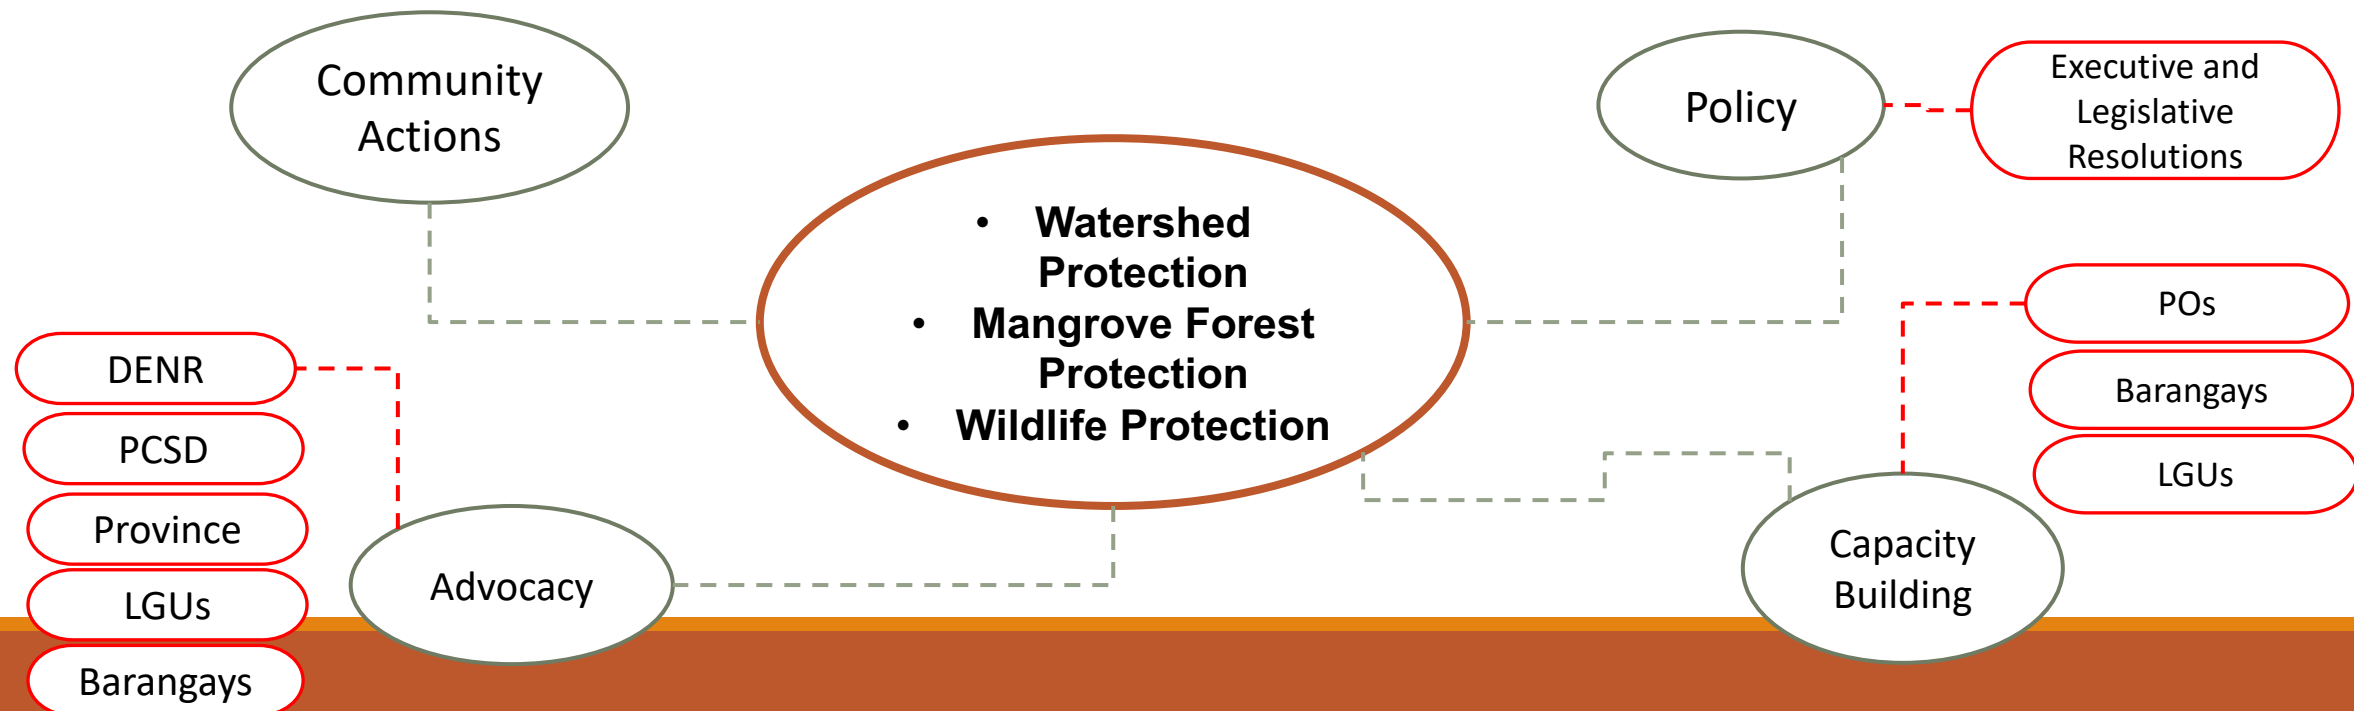 Community
Actions
Policy
Executive and
Legislative
Resolutions
• Watershed
Protection
• Mangrove Forest
Protection
• Wildlife Protection
DENR
PCSD
Province
LGUs
Barangays
Advocacy
POs
Barangays
LGUs
Capacity
Building